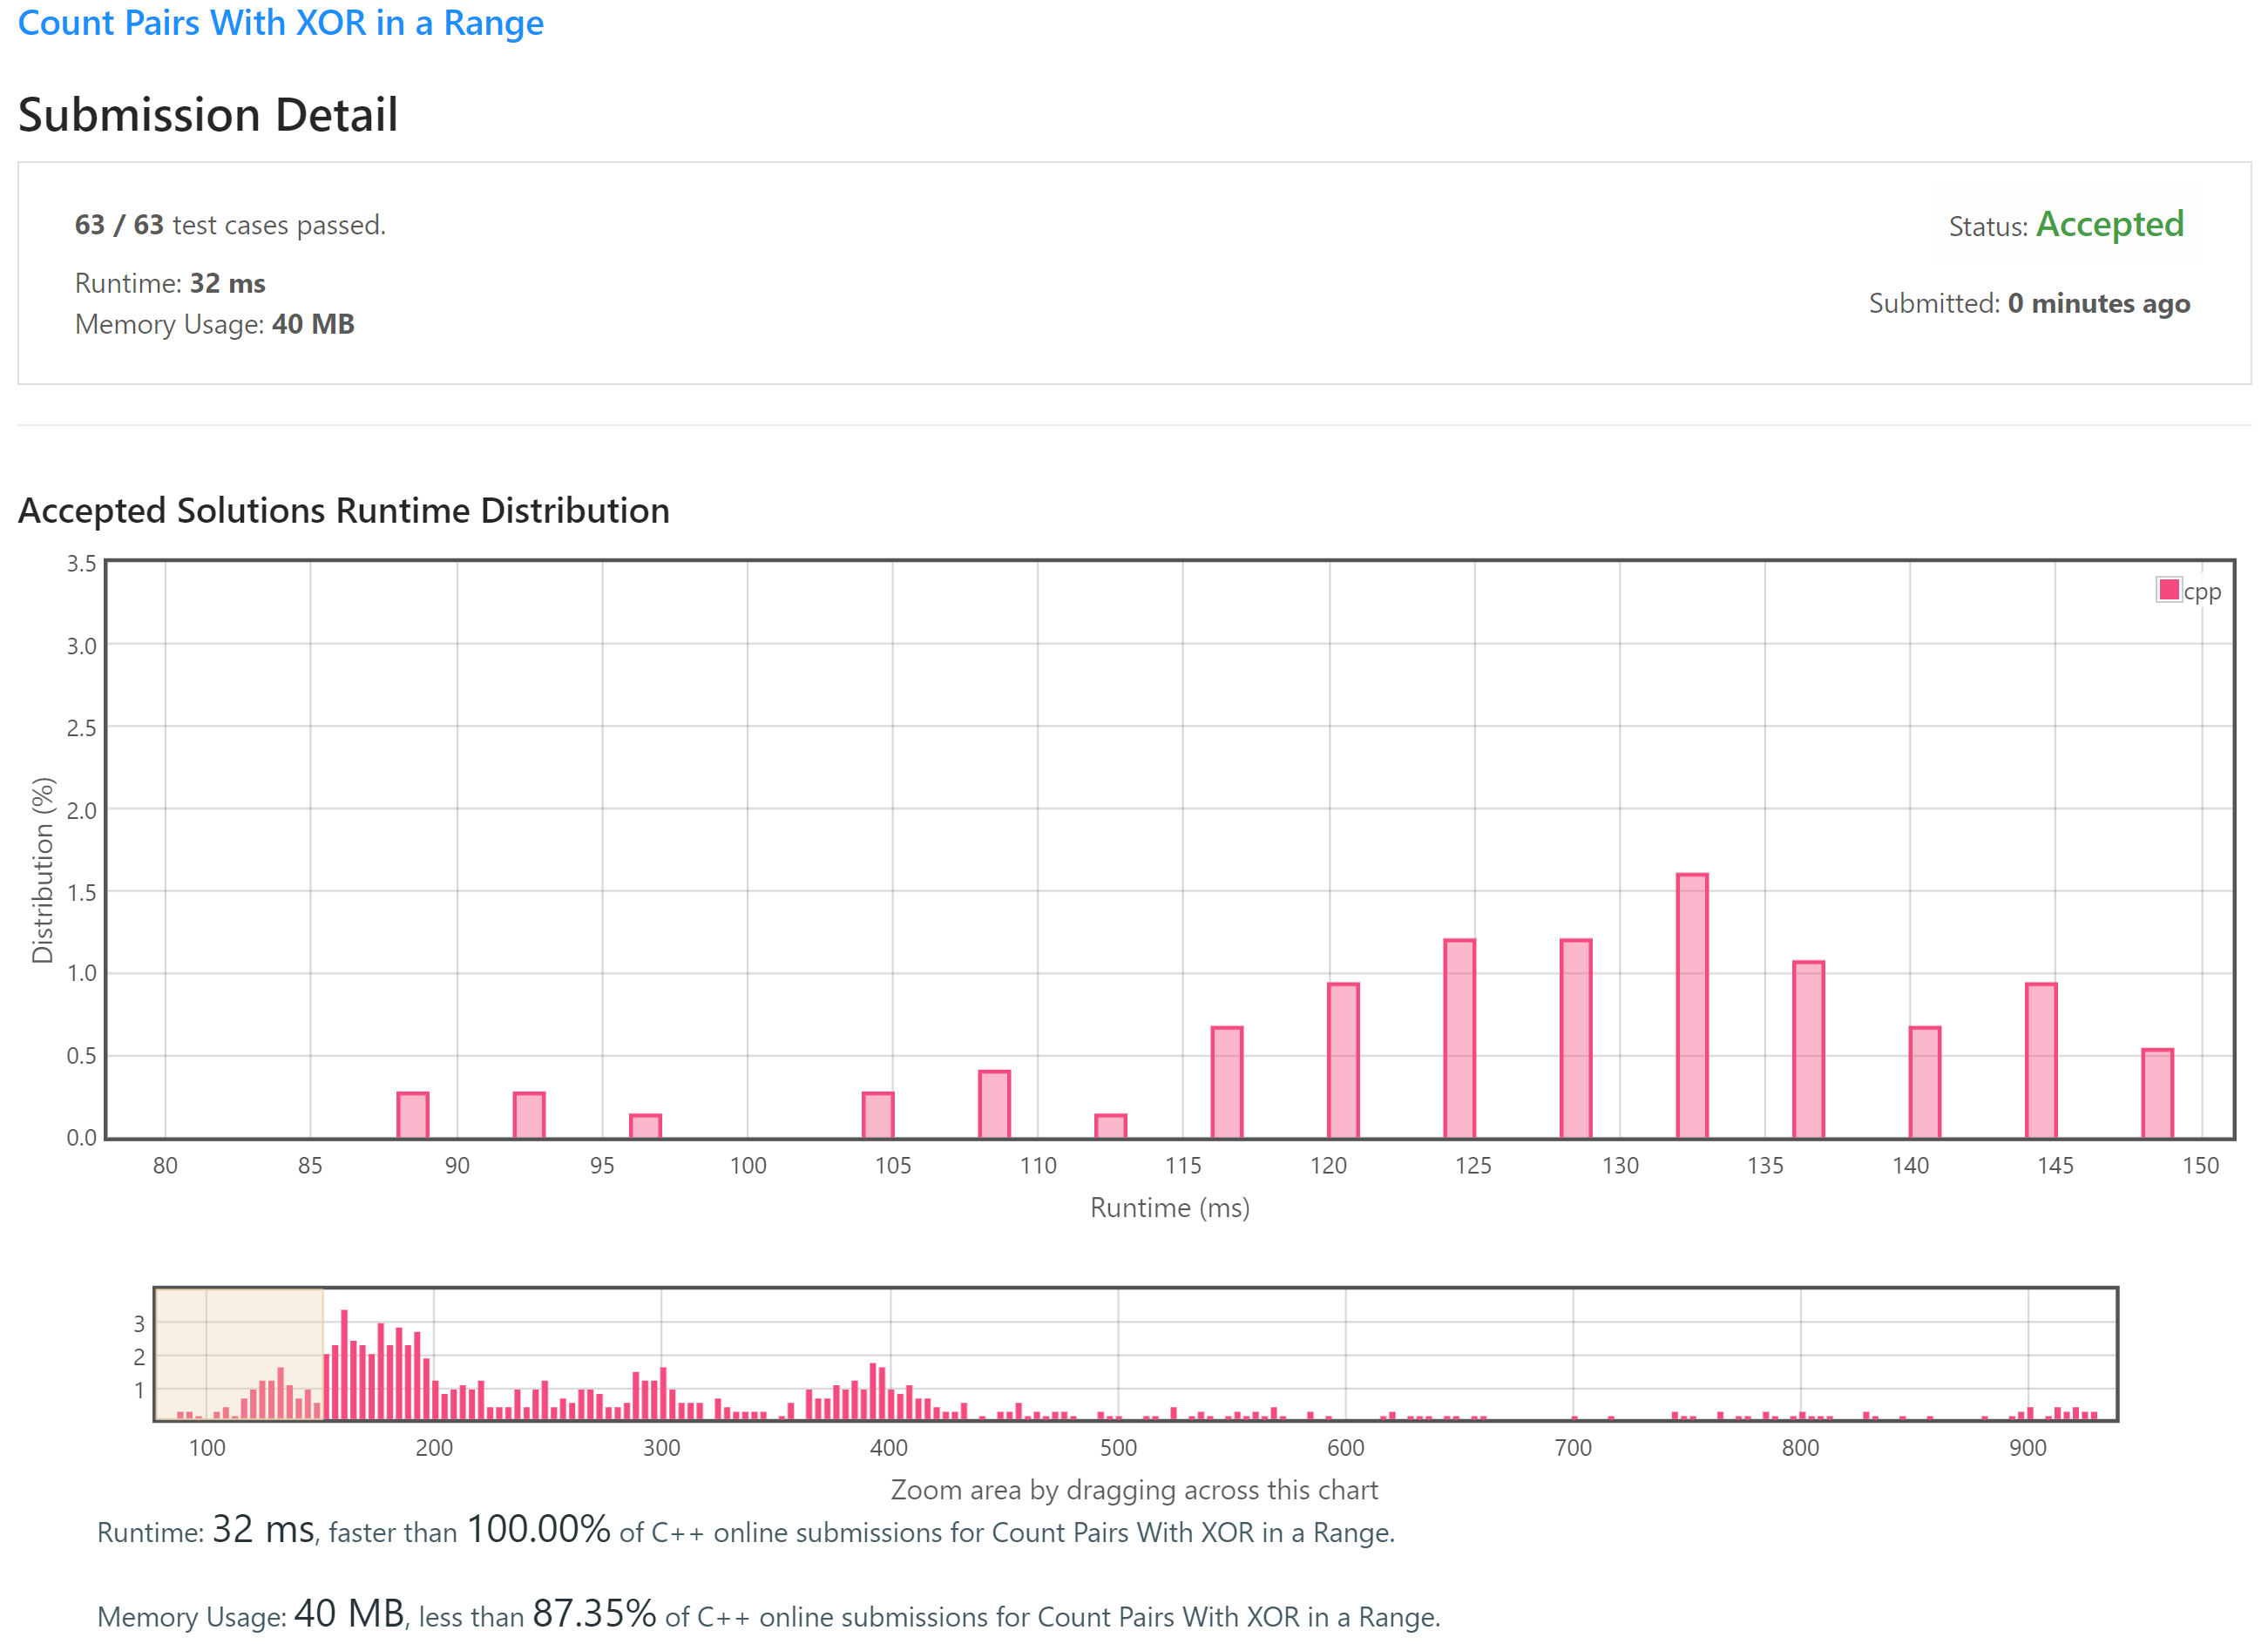 Count Pairs With XOR in a Range
Submission Detail
63 / 63 test cases passed.
Status: Accepted
Runtime: 32 ms
Submitted: 0 minutes ago
Memory Usage: 40 MB
Accepted Solutions Runtime Distribution
cpp
3.5
3.0
2.5
2.0
1.5
1.0
0.5
0.0
Distribution (%)
80 85 90 95 100 105 110 115 120 125 130 135 140 145 150
Runtime (ms)
3
2
1
100 200 300 400 500 600 700 800 900
Zoom area by dragging across this chart
Runtime: 32 ms, faster than 100.00% of C++ online submissions for Count Pairs With XOR in a Range.
Memory Usage: 40 MB, less than 87.35% of C++ online submissions for Count Pairs With XOR in a Range.